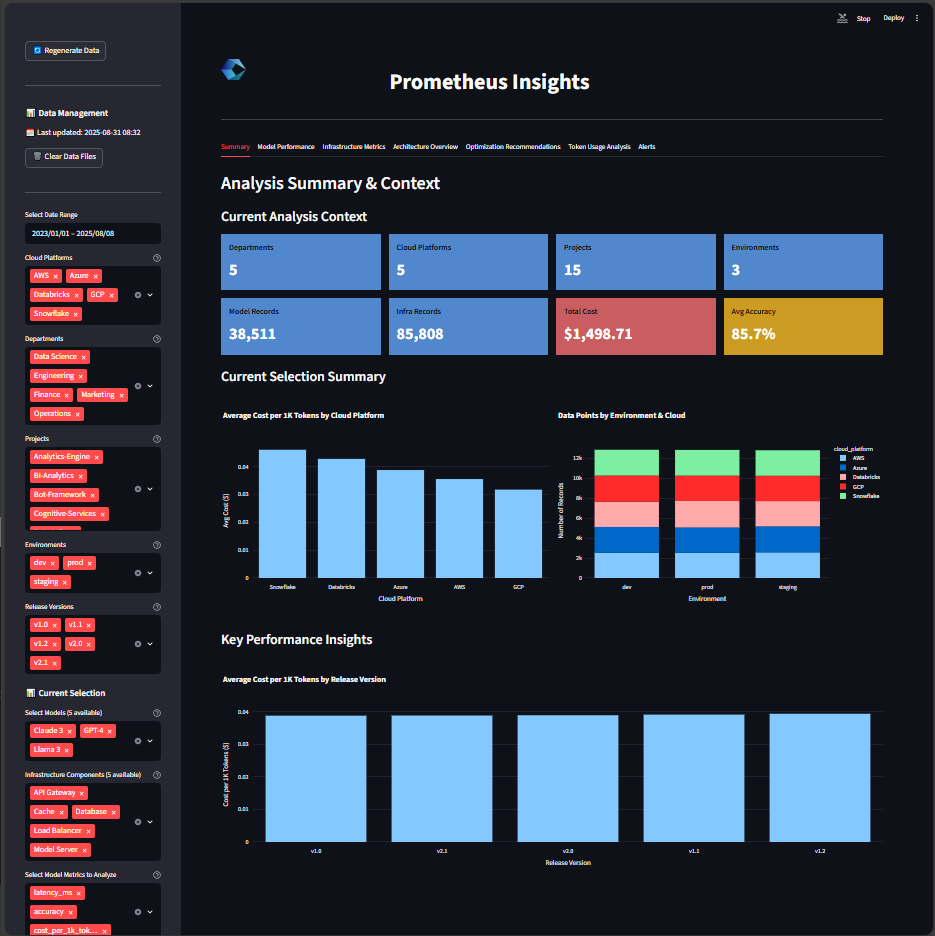 Stop
Deploy
Regenerate Data
Data Management
Last updated: 2025-08-31 08:32
Clear Data Files
Select Date Range
2023/01/01 – 2025/08/08
Cloud Platforms
AWS × Azure ×
Databricks × GCP ×
Snowflake ×
Departments
Data Science ×
Engineering ×
Finance × Marketing ×
Operations ×
Projects
Analytics-Engine ×
BI-Analytics ×
Bot-Framework ×
Cognitive-Services ×
Environments
dev × prod ×
staging ×
Release Versions
v1.0 × v1.1 ×
v1.2 × v2.0 ×
v2.1 ×
Current Selection
Select Models (5 available)
Claude 3 × GPT-4 ×
Llama 3 ×
Infrastructure Components (5 available)
API Gateway ×
Cache × Database ×
Load Balancer ×
Model Server ×
Select Model Metrics to Analyze
latency_ms ×
accuracy ×
cost_per_1k_tok... ×
Prometheus Insights
Summary Model Performance Infrastructure Metrics Architecture Overview Optimization Recommendations Token Usage Analysis Alerts
Analysis Summary & Context
Current Analysis Context
Departments
5
Cloud Platforms
5
Projects
15
Environments
3
Model Records
38,511
Infra Records
85,808
Total Cost
$1,498.71
Avg Accuracy
85.7%
Current Selection Summary
Average Cost per 1K Tokens by Cloud Platform
Avg Cost ($)
0.04
0.03
0.02
0.01
0
Snowflake Databricks Azure AWS GCP
Cloud Platform
Data Points by Environment & Cloud
Number of Records
12k
10k
8k
6k
4k
2k
0
dev prod staging
Environment
cloud_platform
AWS
Azure
Databricks
GCP
Snowflake
Key Performance Insights
Average Cost per 1K Tokens by Release Version
Cost per 1K Tokens ($)
0.04
0.03
0.02
0.01
0
v1.0 v2.1 v2.0 v1.1 v1.2
Release Version